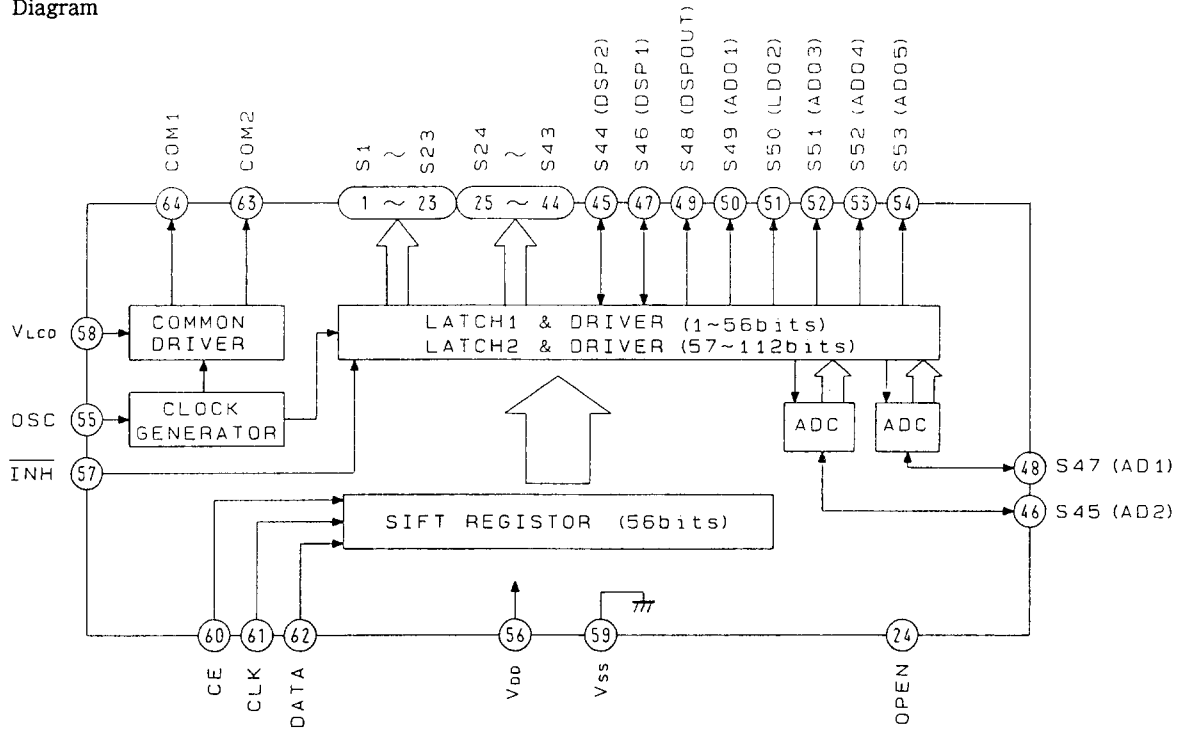 Diagram
COM1
COM2
S1 ~ S23
S24 ~ S43
S44 (DSP2)
S46 (DSP1)
S48 (DSPOUT)
S49 (ADO1)
S50 (LDO2)
S51 (ADO3)
S52 (ADO4)
S53 (ADO5)
64
63
1 ~ 23
25 ~ 44
45
47
49
50
51
52
53
54
VLCD
58
COMMON
DRIVER
LATCH1 & DRIVER (1~56bits)
LATCH2 & DRIVER (57~112bits)
OSC
55
CLOCK
GENERATOR
ADC
ADC
INH
57
48
S47 (AD1)
46
S45 (AD2)
SIFT REGISTOR (56bits)
60
61
62
56
59
24
CE
CLK
DATA
VDD
VSS
OPEN